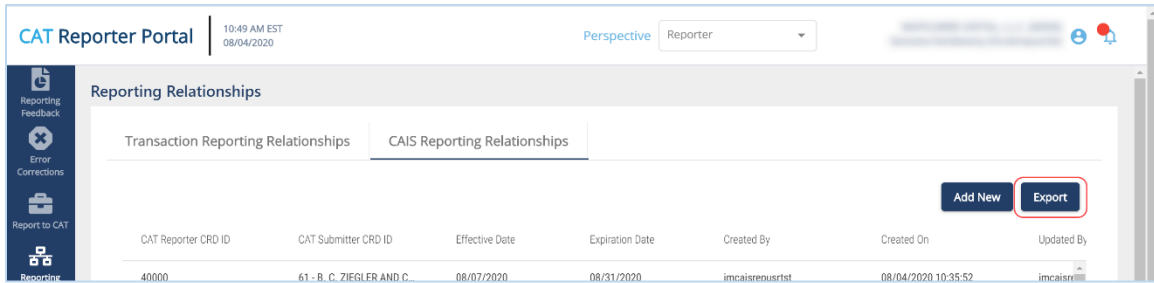 CAT Reporter Portal
10:49 AM EST
08/04/2020
Perspective
Reporter
Reporting Feedback
Error Corrections
Report to CAT
Reporting
Reporting Relationships
Transaction Reporting Relationships
CAIS Reporting Relationships
Add New
Export
CAT Reporter CRD ID
CAT Submitter CRD ID
Effective Date
Expiration Date
Created By
Created On
Updated By
40000
61 - B. C. ZIEGLER AND C...
08/07/2020
08/31/2020
imcaisrepusrtst
08/04/2020 10:35:52